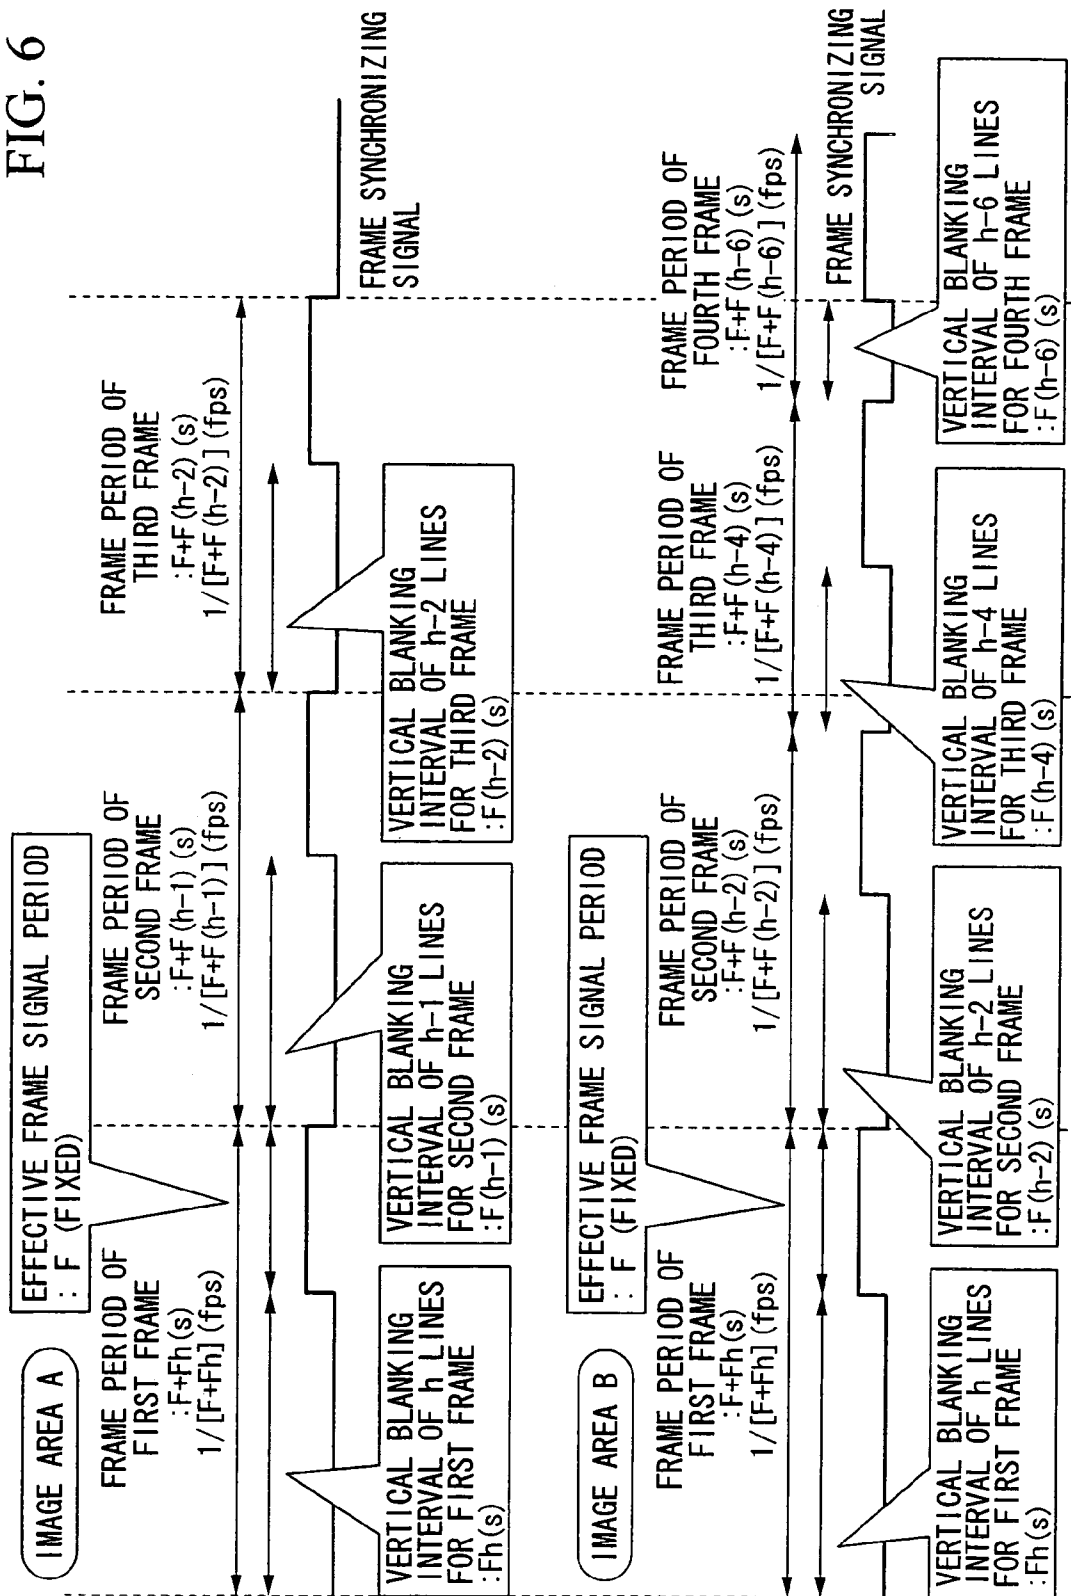 FIG. 6
IMAGE AREA A
EFFECTIVE FRAME SIGNAL PERIOD
: F (FIXED)
FRAME PERIOD OF
FIRST FRAME
:F+Fh(s)
1/[F+Fh](fps)
FRAME PERIOD OF
SECOND FRAME
:F+F(h-1)(s)
1/[F+F(h-1)](fps)
FRAME PERIOD OF
THIRD FRAME
:F+F(h-2)(s)
1/[F+F(h-2)](fps)
FRAME SYNCHRONIZING
SIGNAL
VERTICAL BLANKING
INTERVAL OF h LINES
FOR FIRST FRAME
:Fh(s)
VERTICAL BLANKING
INTERVAL OF h-1 LINES
FOR SECOND FRAME
:F(h-1)(s)
VERTICAL BLANKING
INTERVAL OF h-2 LINES
FOR THIRD FRAME
:F(h-2)(s)
IMAGE AREA B
EFFECTIVE FRAME SIGNAL PERIOD
: F (FIXED)
FRAME PERIOD OF
FIRST FRAME
:F+Fh(s)
1/[F+Fh](fps)
FRAME PERIOD OF
SECOND FRAME
:F+F(h-2)(s)
1/[F+F(h-2)](fps)
FRAME PERIOD OF
THIRD FRAME
:F+F(h-4)(s)
1/[F+F(h-4)](fps)
FRAME PERIOD OF
FOURTH FRAME
:F+F(h-6)(s)
1/[F+F(h-6)](fps)
FRAME SYNCHRONIZING
SIGNAL
VERTICAL BLANKING
INTERVAL OF h LINES
FOR FIRST FRAME
:Fh(s)
VERTICAL BLANKING
INTERVAL OF h-2 LINES
FOR SECOND FRAME
:F(h-2)(s)
VERTICAL BLANKING
INTERVAL OF h-4 LINES
FOR THIRD FRAME
:F(h-4)(s)
VERTICAL BLANKING
INTERVAL OF h-6 LINES
FOR FOURTH FRAME
:F(h-6)(s)